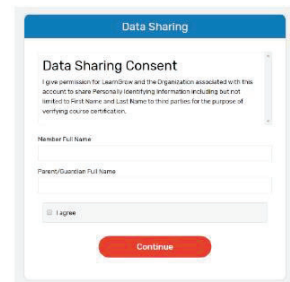 Data Sharing
Data Sharing Consent
I give permission for LearnGrow and the Organization associated with this
account to share Personally Identifying Information including but not
limited to First Name and Last Name to third parties for the purpose of
verifying course certification.
Member Full Name
Parent/Guardian Full Name
I agree
Continue